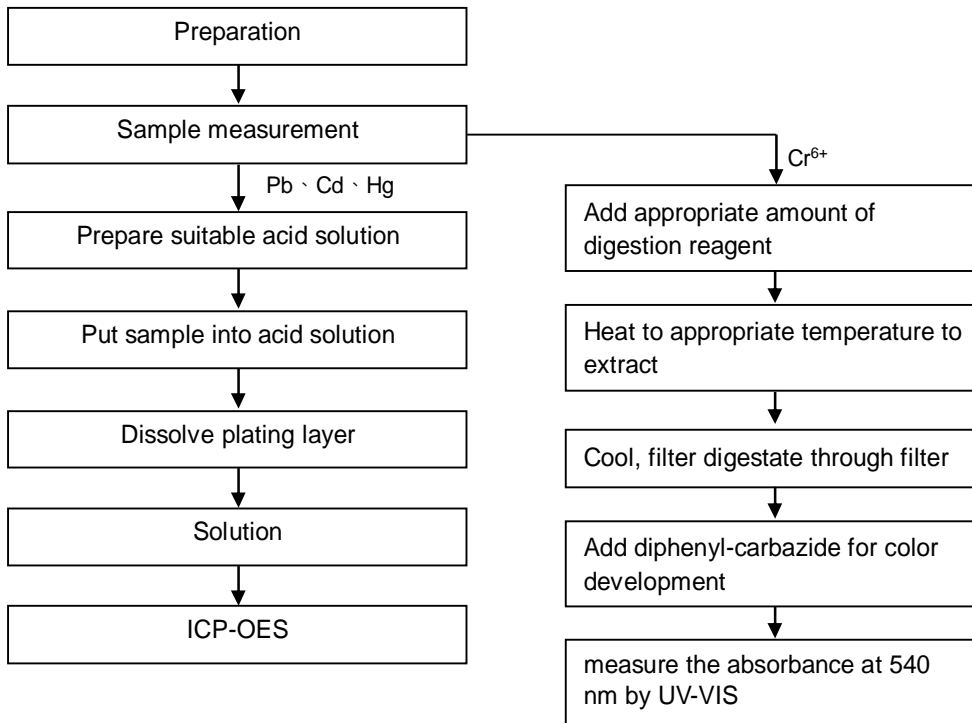 Preparation
Sample measurement
Pb、Cd、Hg
Prepare suitable acid solution
Put sample into acid solution
Dissolve plating layer
Solution
ICP-OES
Cr⁶⁺
Add appropriate amount of
digestion reagent
Heat to appropriate temperature to
extract
Cool, filter digestate through filter
Add diphenyl-carbazide for color
development
measure the absorbance at 540
nm by UV-VIS